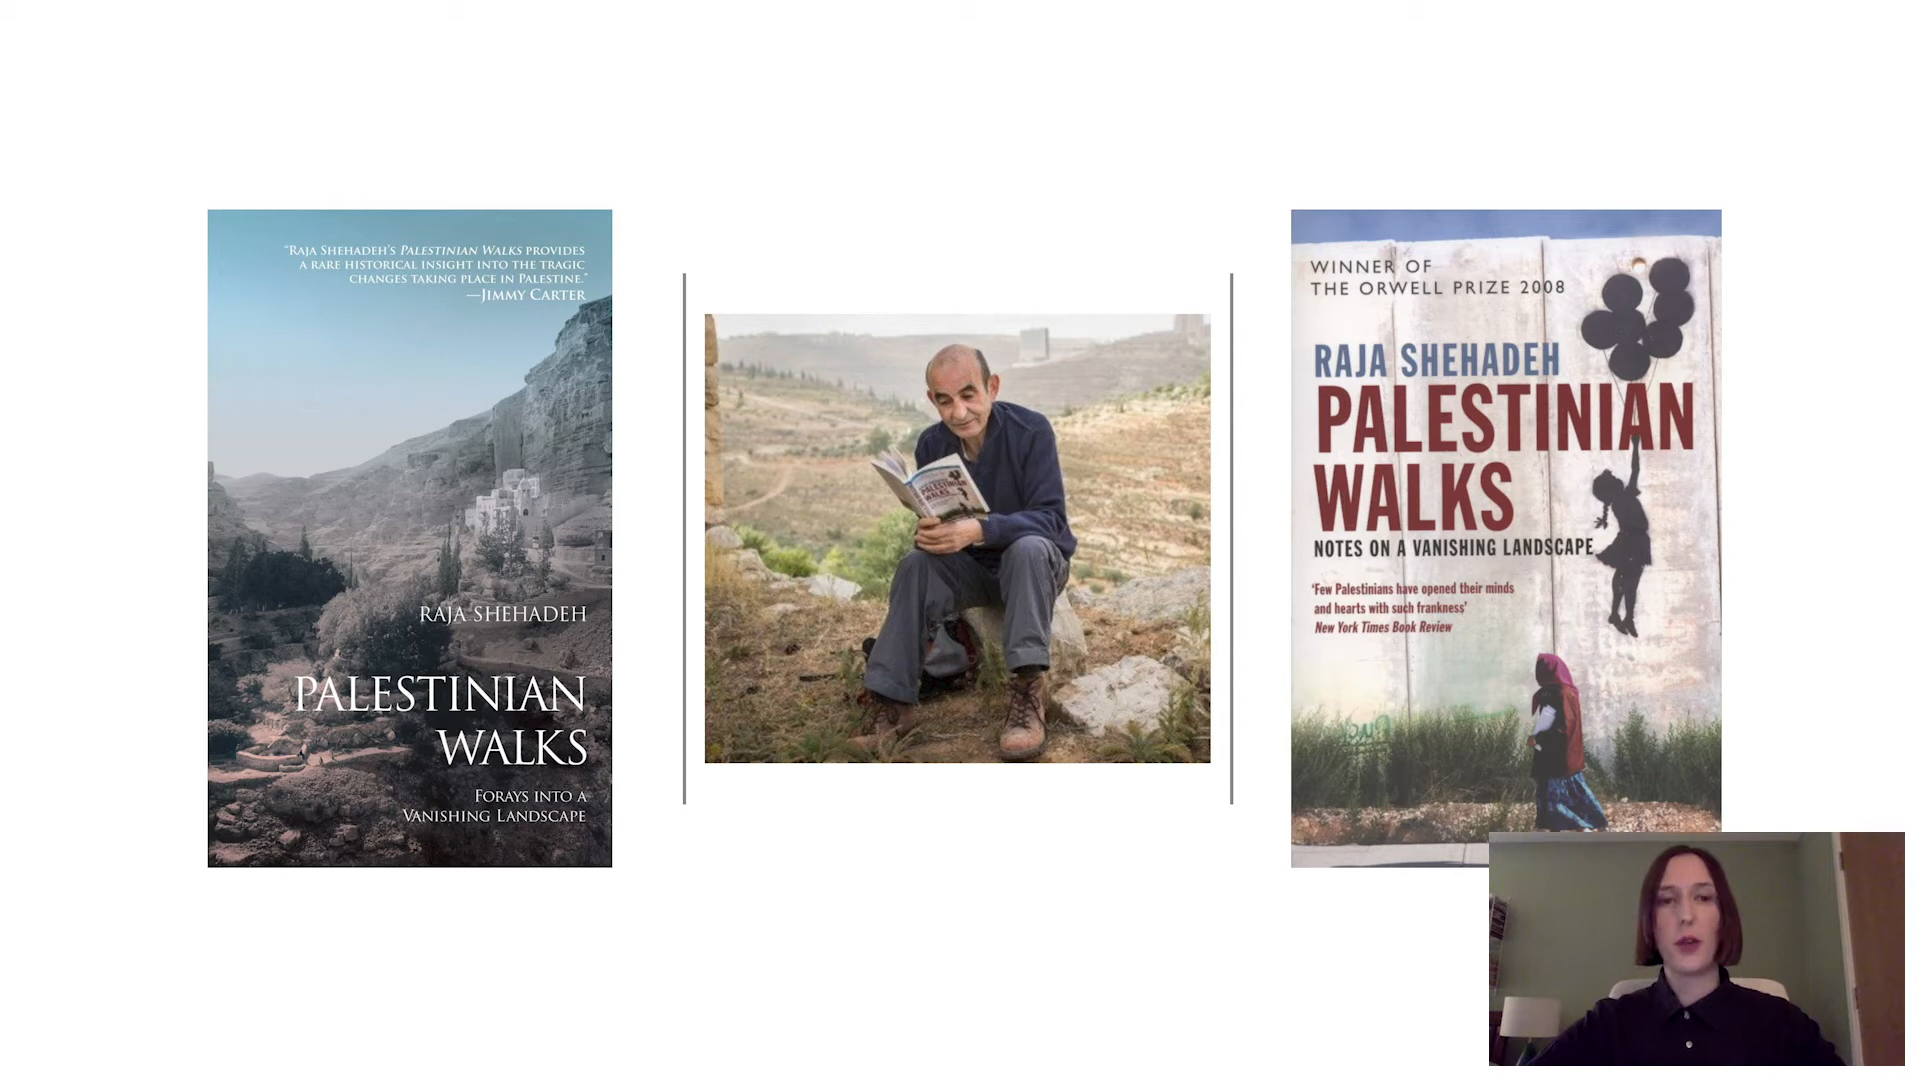 “Raja Shehadeh's Palestinian Walks provides
a rare historical insight into the tragic
changes taking place in Palestine.”
—Jimmy Carter
Raja Shehadeh
Palestinian
Walks
Forays into a
Vanishing Landscape
PALESTINIAN
WALKS
WINNER OF
THE ORWELL PRIZE 2008
RAJA SHEHADEH
PALESTINIAN
WALKS
NOTES ON A VANISHING LANDSCAPE
‘Few Palestinians have opened their minds
and hearts with such frankness’
New York Times Book Review